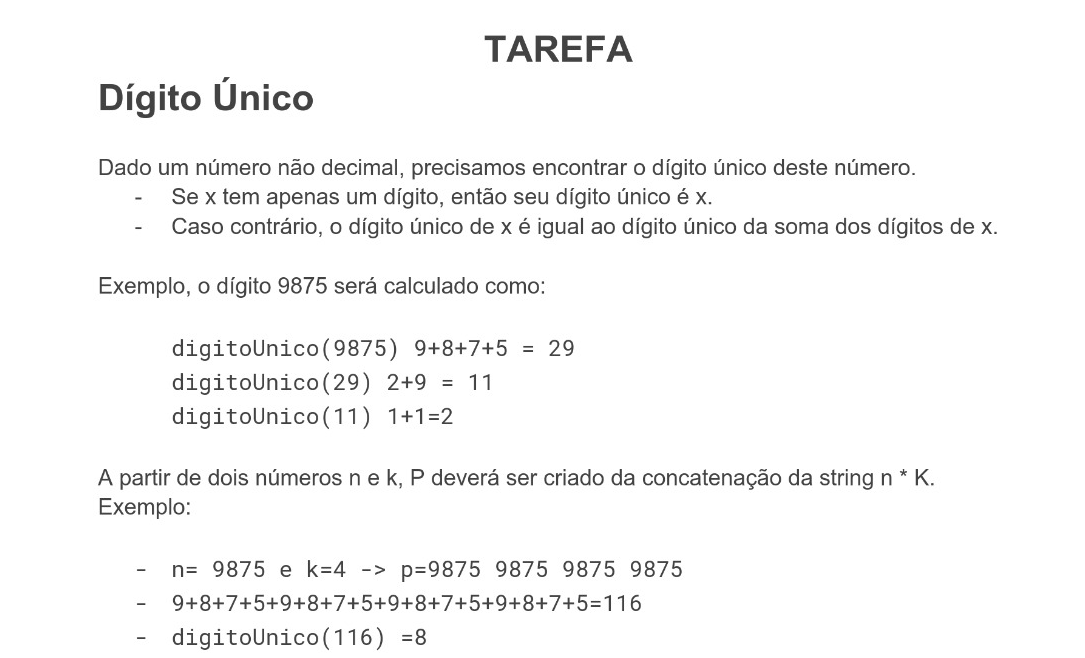 TAREFA
Dígito Único
Dado um número não decimal, precisamos encontrar o dígito único deste número.
- Se x tem apenas um dígito, então seu dígito único é x.
- Caso contrário, o dígito único de x é igual ao dígito único da soma dos dígitos de x.
Exemplo, o dígito 9875 será calculado como:
digitoUnico(9875) 9+8+7+5 = 29
digitoUnico(29) 2+9 = 11
digitoUnico(11) 1+1=2
A partir de dois números n e k, P deverá ser criado da concatenação da string n * K.
Exemplo:
- n= 9875 e k=4 -> p=9875 9875 9875 9875
- 9+8+7+5+9+8+7+5+9+8+7+5+9+8+7+5=116
- digitoUnico(116) =8